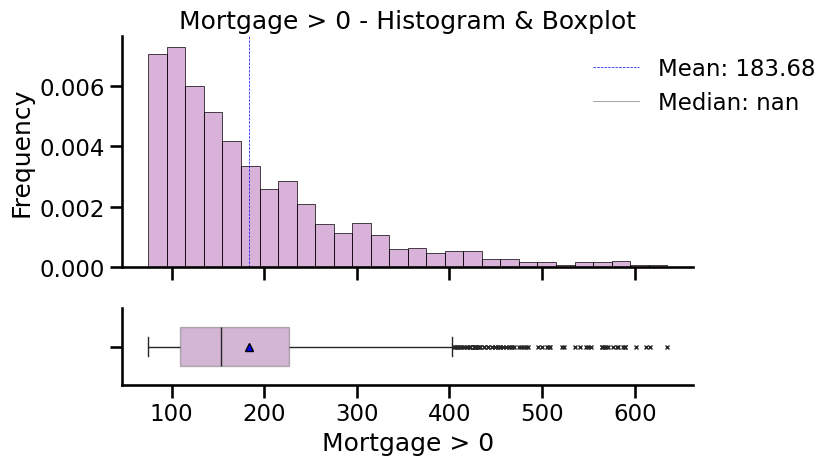 Mortgage > 0 - Histogram & Boxplot
Mean: 183.68
Median: nan
Frequency
0.006
0.004
0.002
0.000
100 200 300 400 500 600
Mortgage > 0